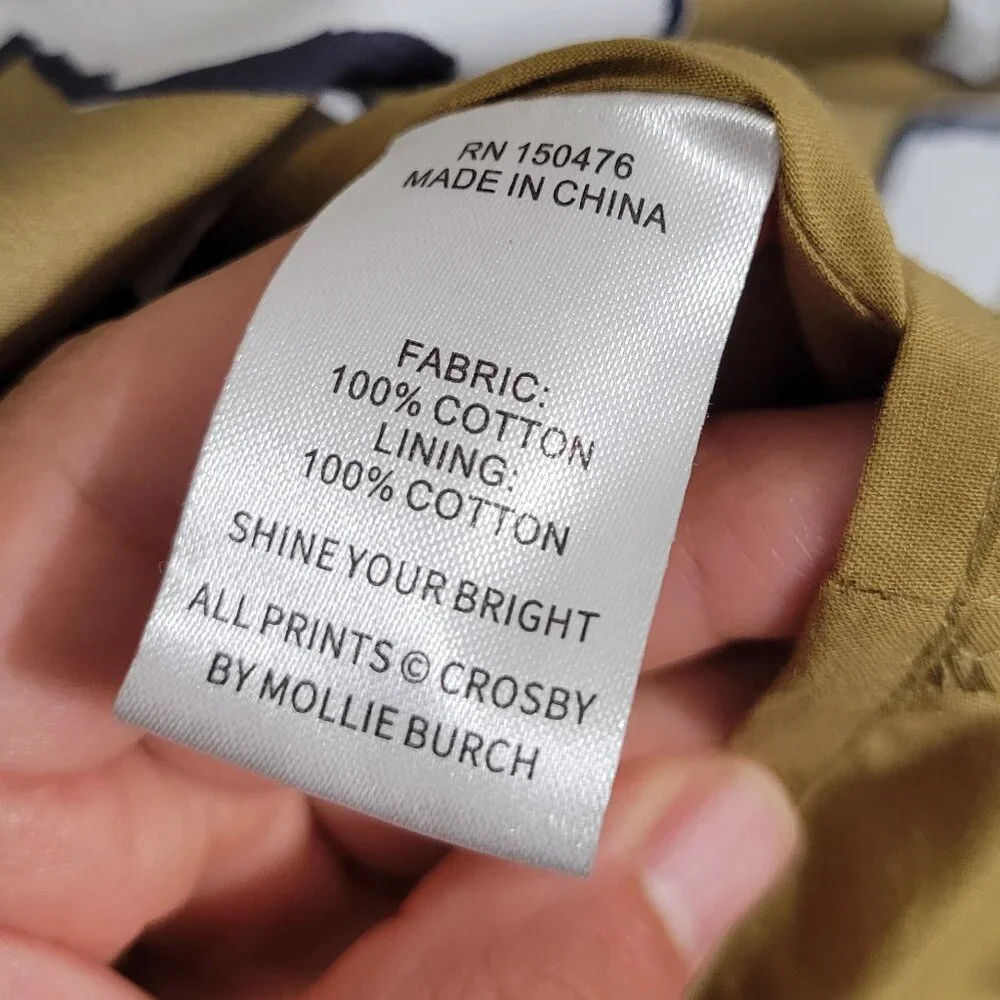 RN 150476
MADE IN CHINA
FABRIC:
100% COTTON
LINING:
100% COTTON
SHINE YOUR BRIGHT
ALL PRINTS © CROSBY
BY MOLLIE BURCH